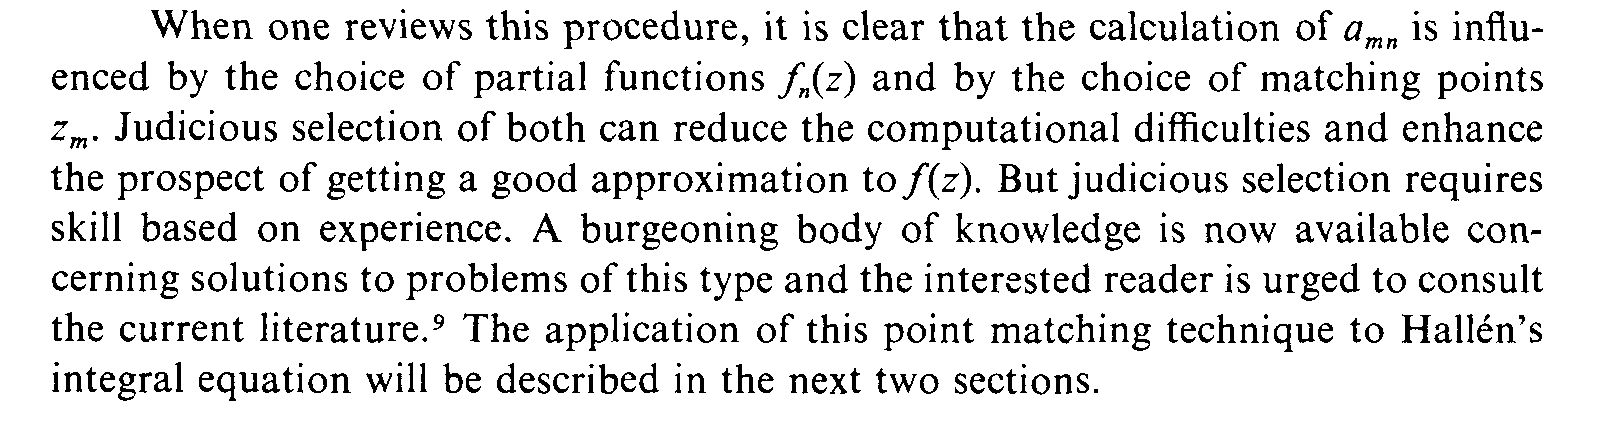 When one reviews this procedure, it is clear that the calculation of aₘₙ is influ-
enced by the choice of partial functions fₙ(z) and by the choice of matching points
zₘ. Judicious selection of both can reduce the computational difficulties and enhance
the prospect of getting a good approximation to f(z). But judicious selection requires
skill based on experience. A burgeoning body of knowledge is now available con-
cerning solutions to problems of this type and the interested reader is urged to consult
the current literature.⁹ The application of this point matching technique to Hallén's
integral equation will be described in the next two sections.